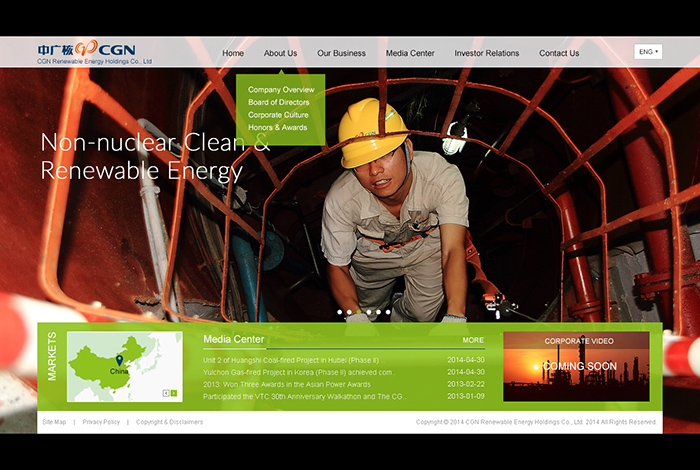 中广核 CGN
CGN Renewable Energy Holdings Co., Ltd
Home About Us Our Business Media Center Investor Relations Contact Us ENG
Company Overview
Board of Directors
Corporate Culture
Honors & Awards
Non-nuclear Clean &
Renewable Energy
MARKETS
China
Media Center MORE
Unit 2 of Huangshi Coal-fired Project in Hubei (Phase II) 2014-04-30
Yulchon Gas-fired Project in Korea (Phase II) achieved com.. 2014-04-30
2013: Won Three Awards in the Asian Power Awards 2013-02-22
Participated the VTC 30th Anniversary Walkathon and The CG.. 2013-01-09
CORPORATE VIDEO
COMING SOON
Site Map | Privacy Policy | Copyright & Disclaimers
Copyright © 2014 CGN Renewable Energy Holdings Co., Ltd. 2014 All Rights Reserved